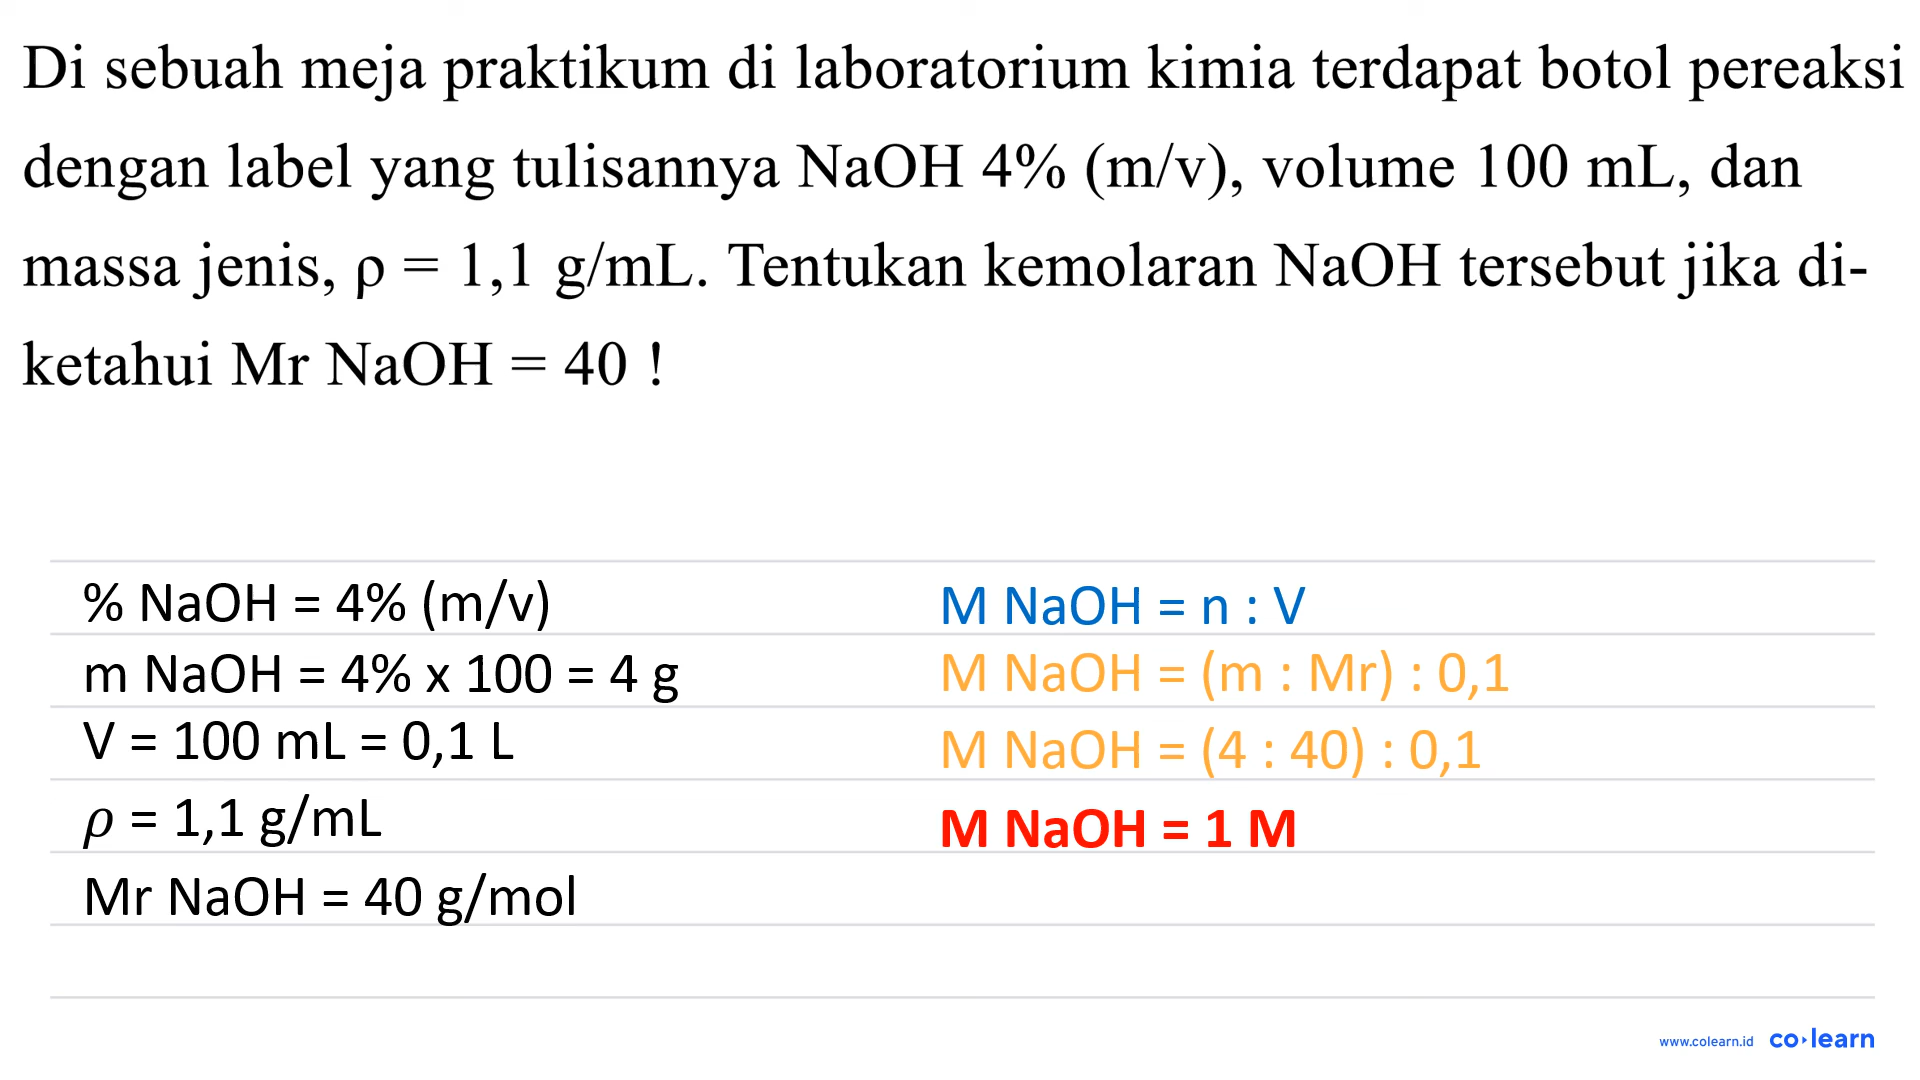 Di sebuah meja praktikum di laboratorium kimia terdapat botol pereaksi
dengan label yang tulisannya NaOH 4% (m/v), volume 100 mL, dan
massa jenis, ρ = 1,1 g/mL. Tentukan kemolaran NaOH tersebut jika di-
ketahui Mr NaOH = 40 !
% NaOH = 4% (m/v)
m NaOH = 4% x 100 = 4 g
V = 100 mL = 0,1 L
ρ = 1,1 g/mL
Mr NaOH = 40 g/mol
M NaOH = n : V
M NaOH = (m : Mr) : 0,1
M NaOH = (4 : 40) : 0,1
M NaOH = 1 M
www.colearn.id co learn